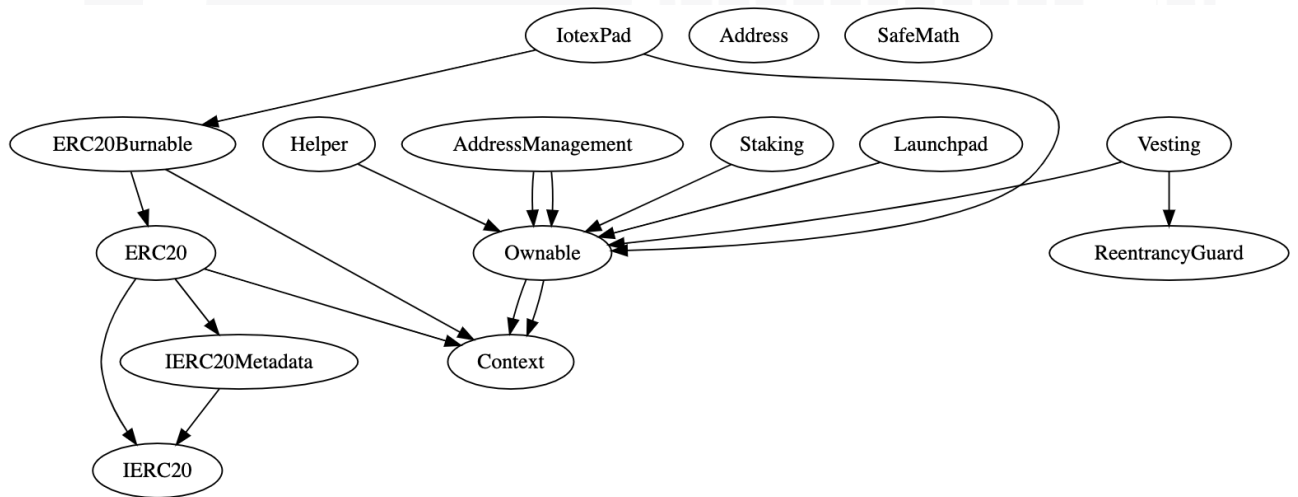 IotexPad
Address
SafeMath
ERC20Burnable
Helper
AddressManagement
Staking
Launchpad
Vesting
ERC20
Ownable
ReentrancyGuard
IERC20Metadata
Context
IERC20